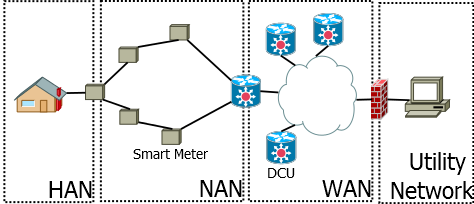 Smart Meter
DCU
HAN
NAN
WAN
Utility
Network